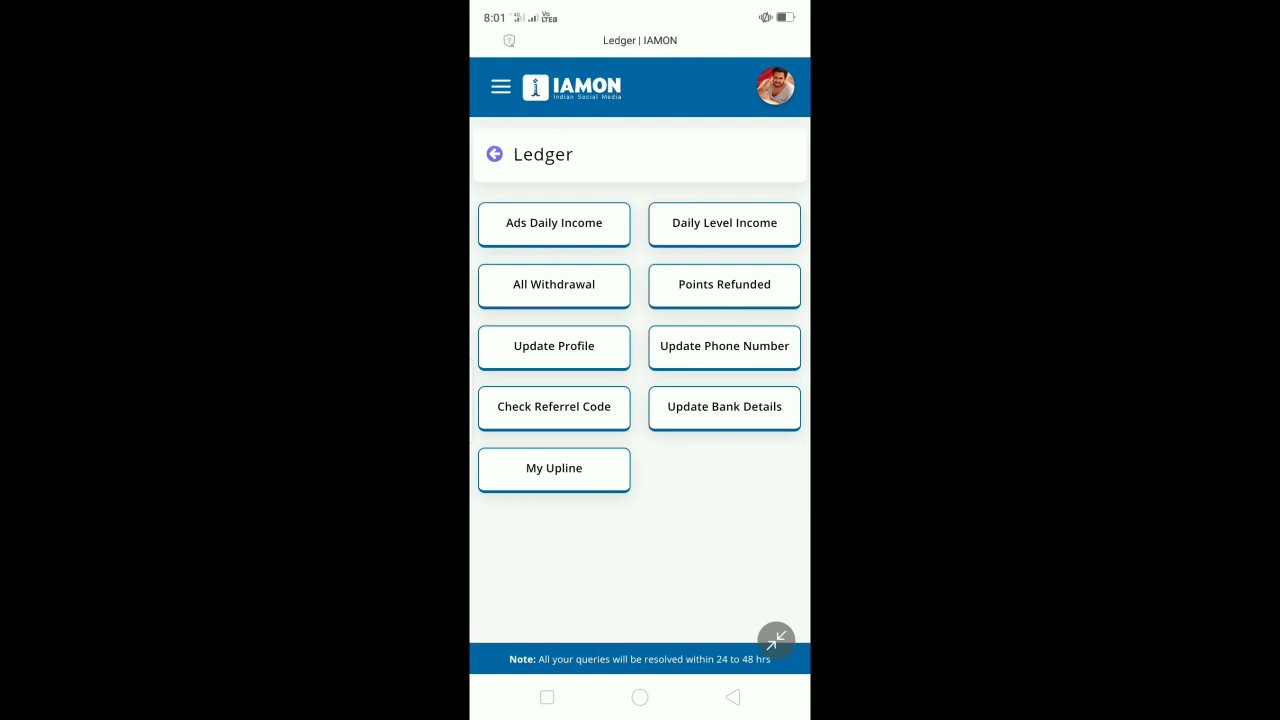 8:01
Ledger | IAMON
IAMON
Indian Social Media
Ledger
Ads Daily Income
Daily Level Income
All Withdrawal
Points Refunded
Update Profile
Update Phone Number
Check Referrel Code
Update Bank Details
My Upline
Note: All your queries will be resolved within 24 to 48 hrs